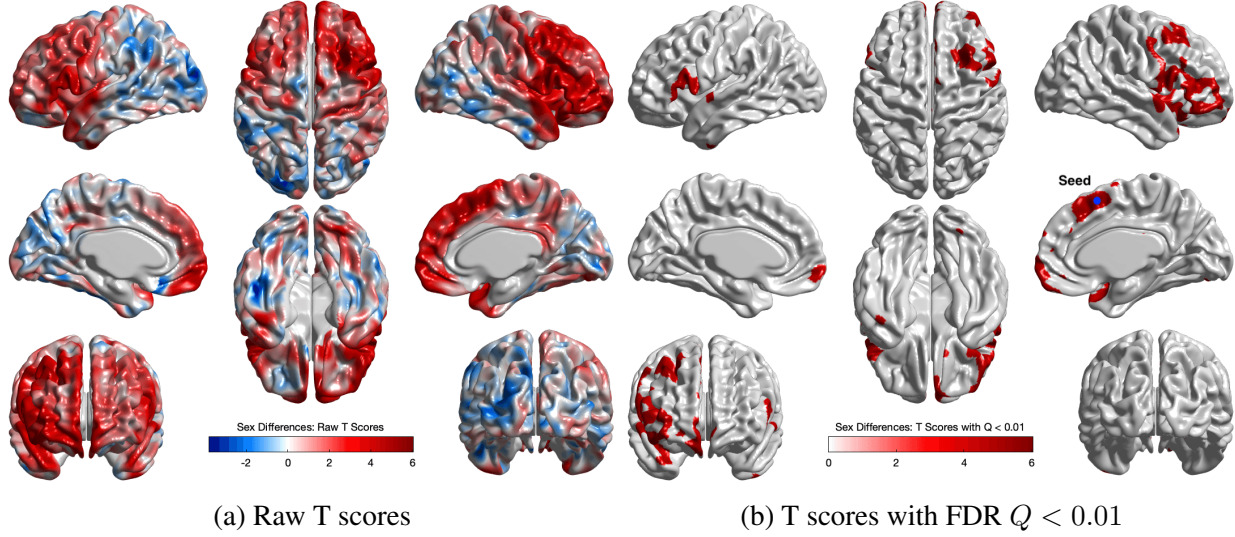 Seed
Sex Differences: Raw T Scores
-2 0 2 4 6
Sex Differences: T Scores with Q < 0.01
0 2 4 6
(a) Raw T scores
(b) T scores with FDR Q < 0.01